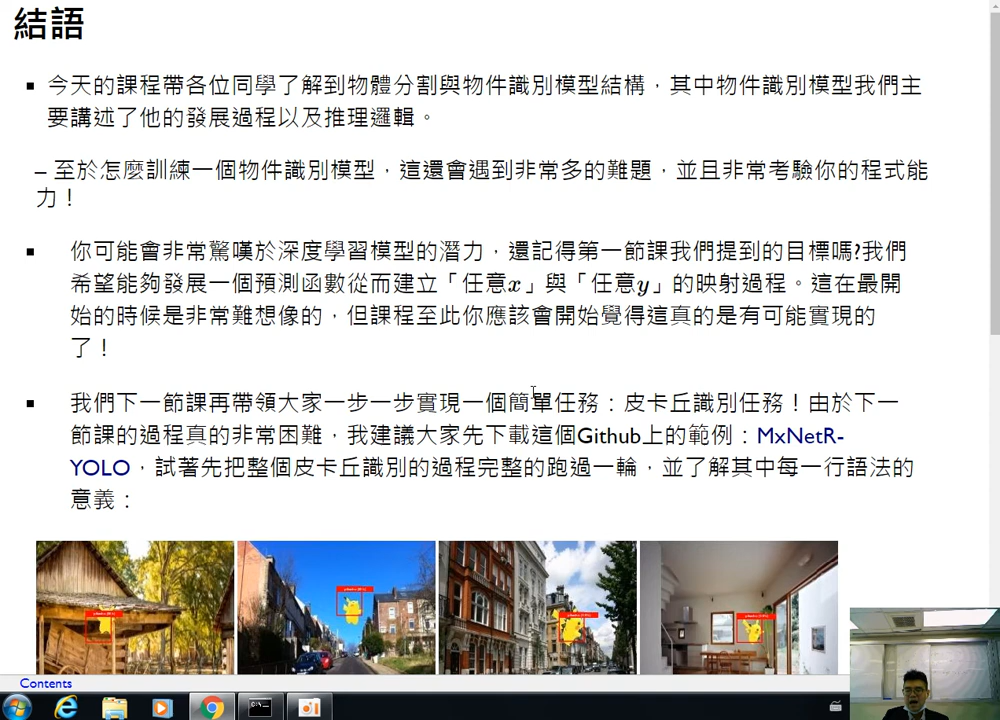 結語
▪ 今天的課程帶各位同學了解到物體分割與物件識別模型結構，其中物件識別模型我們主
要講述了他的發展過程以及推理邏輯。
– 至於怎麼訓練一個物件識別模型，這還會遇到非常多的難題，並且非常考驗你的程式能
力！
▪ 你可能會非常驚嘆於深度學習模型的潛力，還記得第一節課我們提到的目標嗎?我們
希望能夠發展一個預測函數從而建立「任意x」與「任意y」的映射過程。這在最開
始的時候是非常難想像的，但課程至此你應該會開始覺得這真的是有可能實現的
了！
▪ 我們下一節課再帶領大家一步一步實現一個簡單任務：皮卡丘識別任務！由於下一
節課的過程真的非常困難，我建議大家先下載這個Github上的範例：MxNetR-
YOLO，試著先把整個皮卡丘識別的過程完整的跑過一輪，並了解其中每一行語法的
意義：
Contents